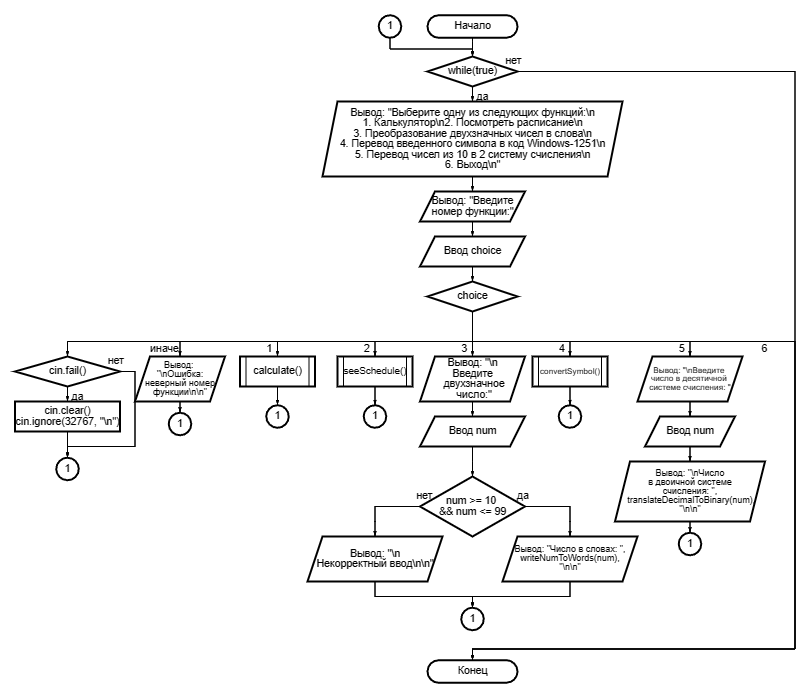 1
Начало
while(true)
нет
да
Вывод: "Выберите одну из следующих функций:\n
1. Калькулятор\n2. Посмотреть расписание\n
3. Преобразование двухзначных чисел в слова\n
4. Перевод введенного символа в код Windows-1251\n
5. Перевод чисел из 10 в 2 систему счисления\n
6. Выход\n"
Вывод: "Введите
номер функции:"
Ввод choice
choice
cin.fail()
нет
да
cin.clear()
cin.ignore(32767, "\n")
1
иначе
Вывод:
"\nОшибка:
неверный номер
функции\n\n"
1
1
calculate()
1
2
seeSchedule()
1
3
Вывод: "\n
Введите
двухзначное
число:"
Ввод num
num >= 10
&& num <= 99
нет
да
Вывод: "\n
Некорректный ввод\n\n"
Вывод: "Число в словах: ",
writeNumToWords(num),
"\n\n"
1
4
convertSymbol()
1
5
Вывод: "\nВведите
число в десятичной
системе счисления: "
Ввод num
Вывод: "\nЧисло
в двоичной системе
счисления: ",
translateDecimalToBinary(num)
"\n\n"
1
6
Конец